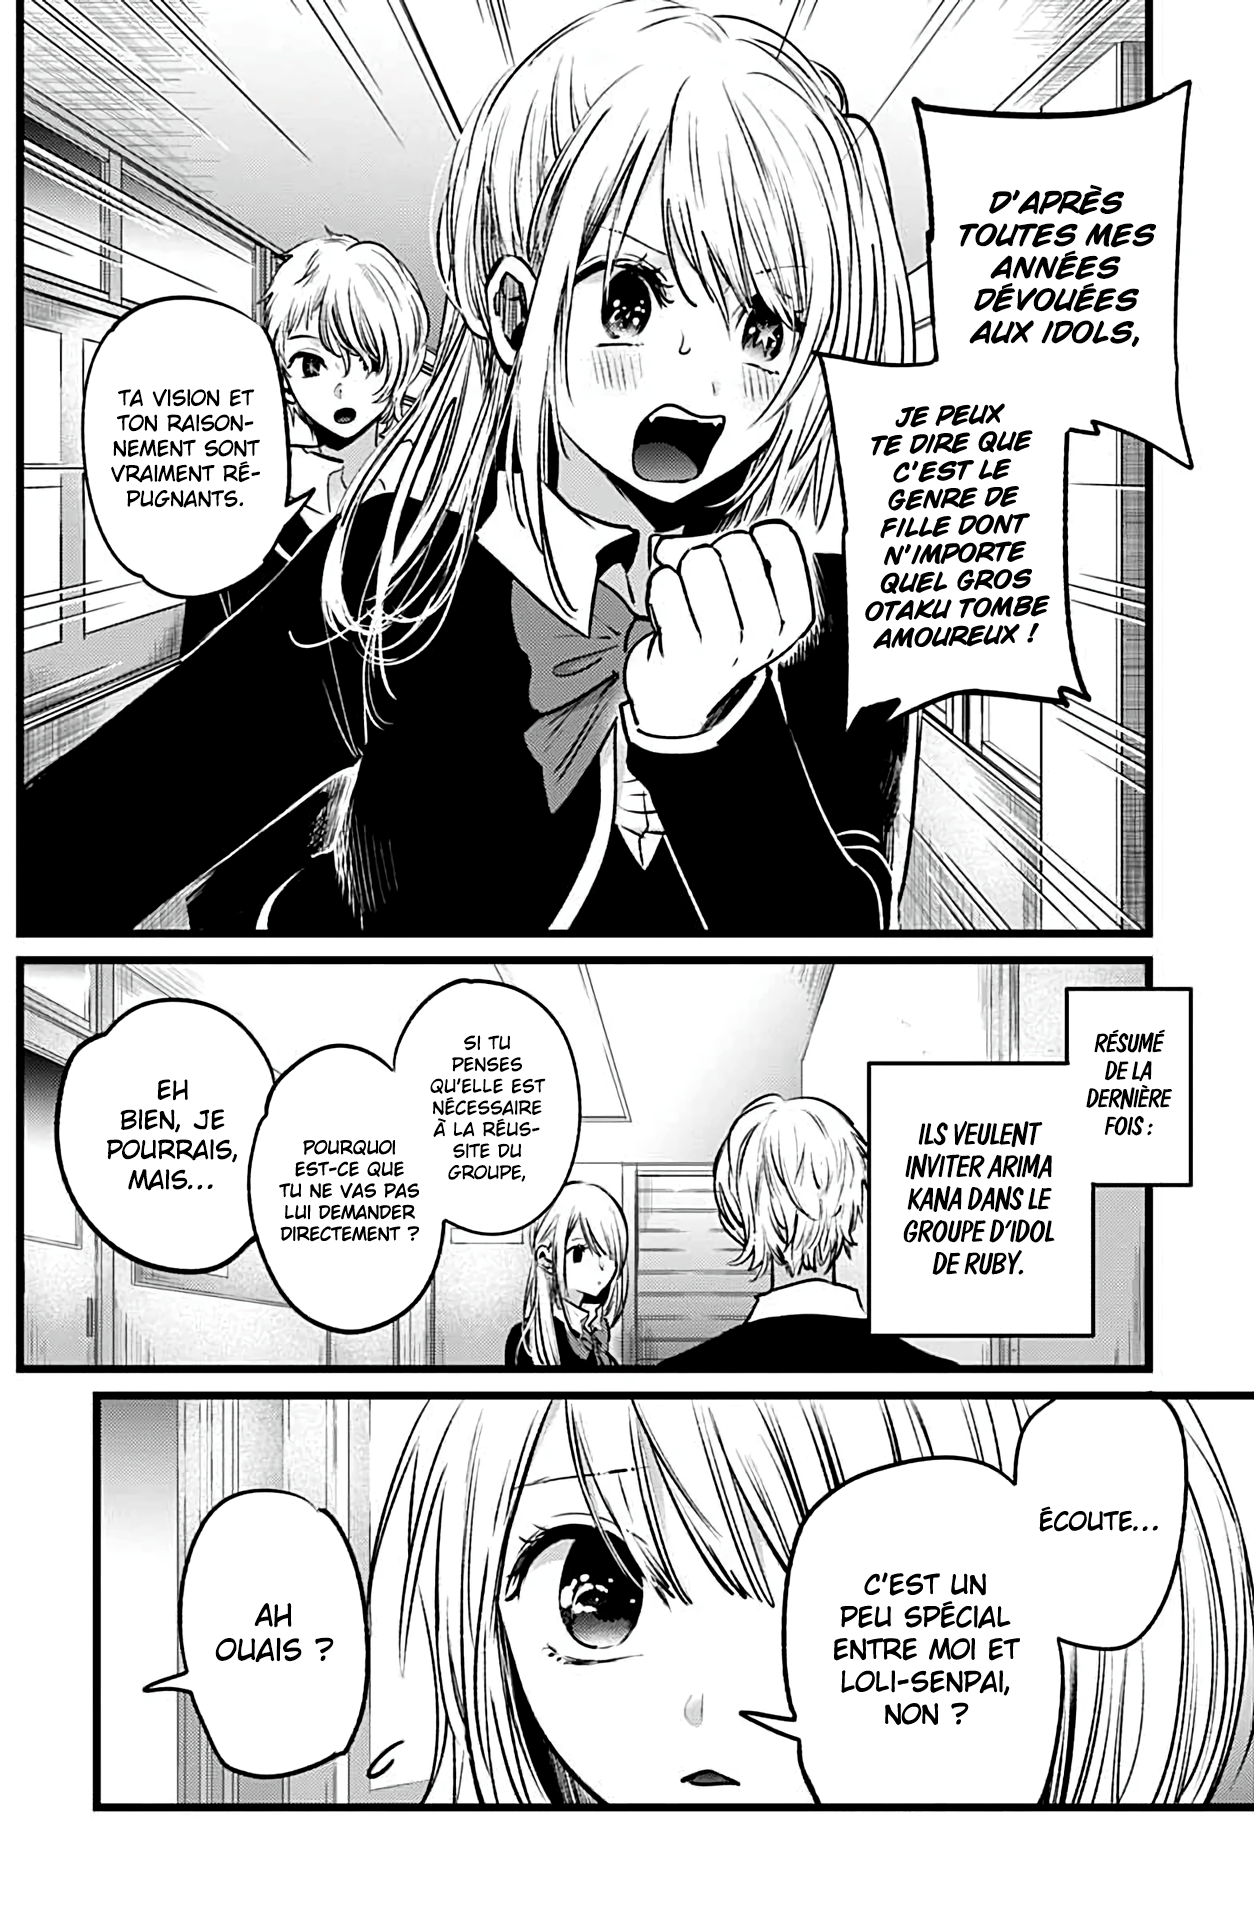 D'APRÈS
TOUTES MES
ANNÉES
DÉVOUÉES
AUX IDOLS,
JE PEUX
TE DIRE QUE
C'EST LE
GENRE DE
FILLE DONT
N'IMPORTE
QUEL GROS
OTAKU TOMBE
AMOUREUX !
TA VISION ET
TON RAISON-
NEMENT SONT
VRAIMENT RÉ-
PUGNANTS.
RÉSUMÉ
DE LA
DERNIÈRE
FOIS :
ILS VEULENT
INVITER ARIMA
KANA DANS LE
GROUPE D'IDOL
DE RUBY.
SI TU
PENSES
QU'ELLE EST
NÉCESSAIRE
À LA RÉUS-
SITE DU
GROUPE,
POURQUOI
EST-CE QUE
TU NE VAS PAS
LUI DEMANDER
DIRECTEMENT ?
EH
BIEN, JE
POURRAIS,
MAIS...
ÉCOUTE...
C'EST UN
PEU SPÉCIAL
ENTRE MOI ET
LOLI-SENPAI,
NON ?
AH
OUAIS ?